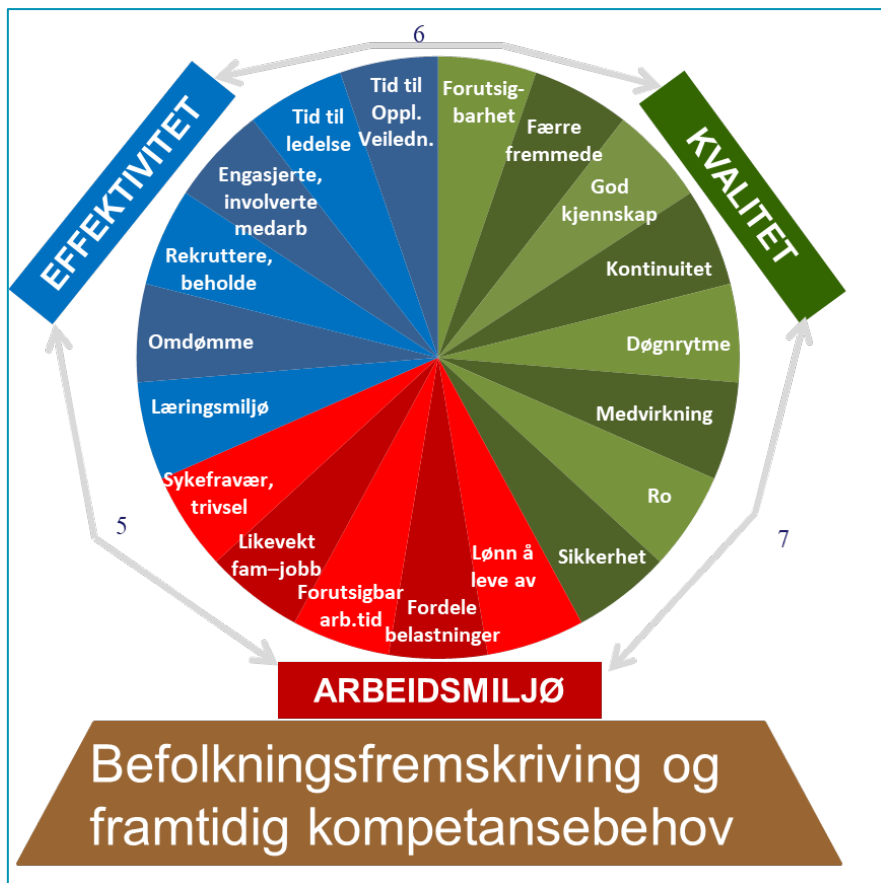 6
EFFEKTIVITET
KVALITET
Tid til
Oppl.
Veiledn.
Forutsig-
barhet
Færre
fremmede
God
kjennskap
Kontinuitet
Døgnrytme
Medvirkning
Ro
Sikkerhet
Lønn å
leve av
Fordele
belastninger
Forutsigbar
arb.tid
Likevekt
fam–jobb
Sykefravær,
trivsel
Læringsmiljø
Omdømme
Rekruttere,
beholde
Engasjerte,
involverte
medarb
Tid til
ledelse
5
7
ARBEIDSMILJØ
Befolkningsfremskriving og
framtidig kompetansebehov